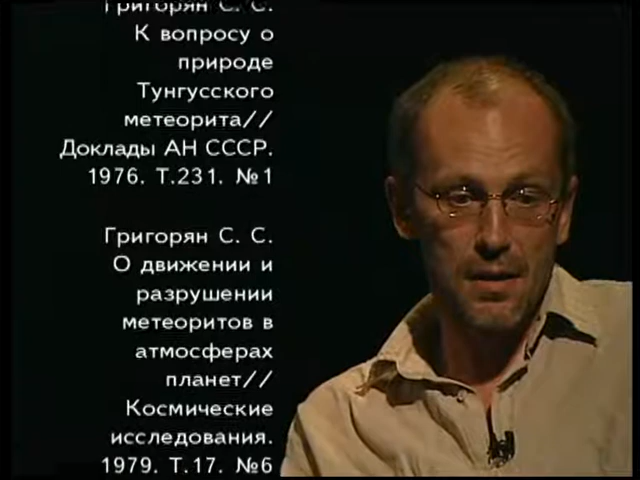 Григорян С. С.
К вопросу о
природе
Тунгусского
метеорита//
Доклады АН СССР.
1976. Т.231. №1
Григорян С. С.
О движении и
разрушении
метеоритов в
атмосферах
планет//
Космические
исследования.
1979. Т.17. №6